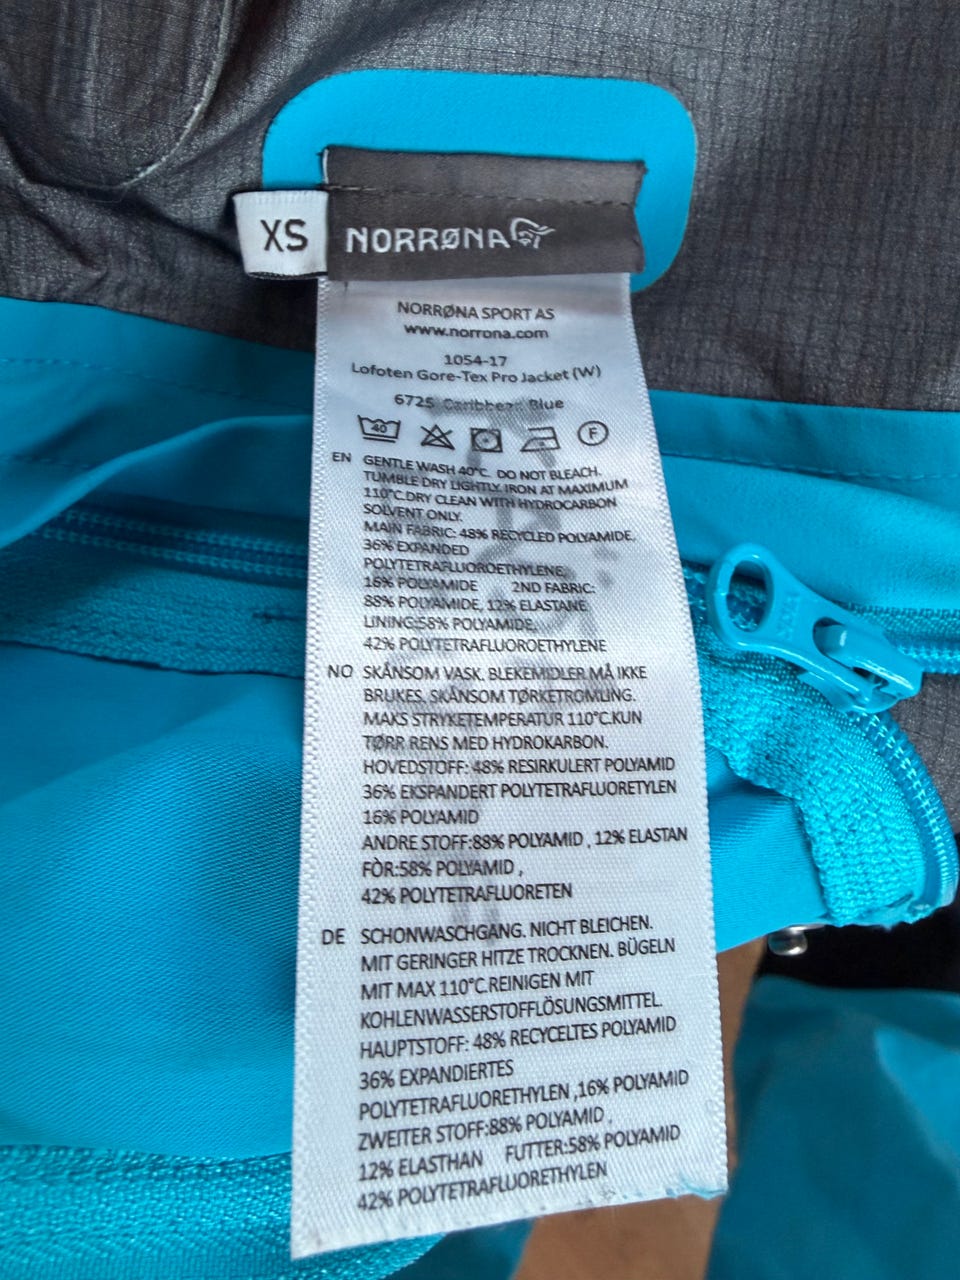 XS
NORRØNA
NORRØNA SPORT AS
www.norrona.com
1054-17
Lofoten Gore-Tex Pro Jacket (W)
6725 Caribbean Blue
40 F
EN GENTLE WASH 40°C. DO NOT BLEACH.
TUMBLE DRY LIGHTLY. IRON AT MAXIMUM
110°C.DRY CLEAN WITH HYDROCARBON
SOLVENT ONLY.
MAIN FABRIC: 48% RECYCLED POLYAMIDE,
36% EXPANDED
POLYTETRAFLUOROETHYLENE,
16% POLYAMIDE 2ND FABRIC:
88% POLYAMIDE, 12% ELASTANE
LINING:58% POLYAMIDE,
42% POLYTETRAFLUOROETHYLENE
NO SKÅNSOM VASK. BLEKEMIDLER MÅ IKKE
BRUKES. SKÅNSOM TØRKETROMLING.
MAKS STRYKETEMPERATUR 110°C.KUN
TØRR RENS MED HYDROKARBON.
HOVEDSTOFF: 48% RESIRKULERT POLYAMID
36% EKSPANDERT POLYTETRAFLUORETYLEN
16% POLYAMID
ANDRE STOFF:88% POLYAMID , 12% ELASTAN
FÒR:58% POLYAMID ,
42% POLYTETRAFLUORETEN
DE SCHONWASCHGANG. NICHT BLEICHEN.
MIT GERINGER HITZE TROCKNEN. BÜGELN
MIT MAX 110°C.REINIGEN MIT
KOHLENWASSERSTOFFLÖSUNGSMITTEL.
HAUPTSTOFF: 48% RECYCELTES POLYAMID
36% EXPANDIERTES
POLYTETRAFLUORETHYLEN ,16% POLYAMID
ZWEITER STOFF:88% POLYAMID ,
12% ELASTHAN FUTTER:58% POLYAMID
42% POLYTETRAFLUORETHYLEN